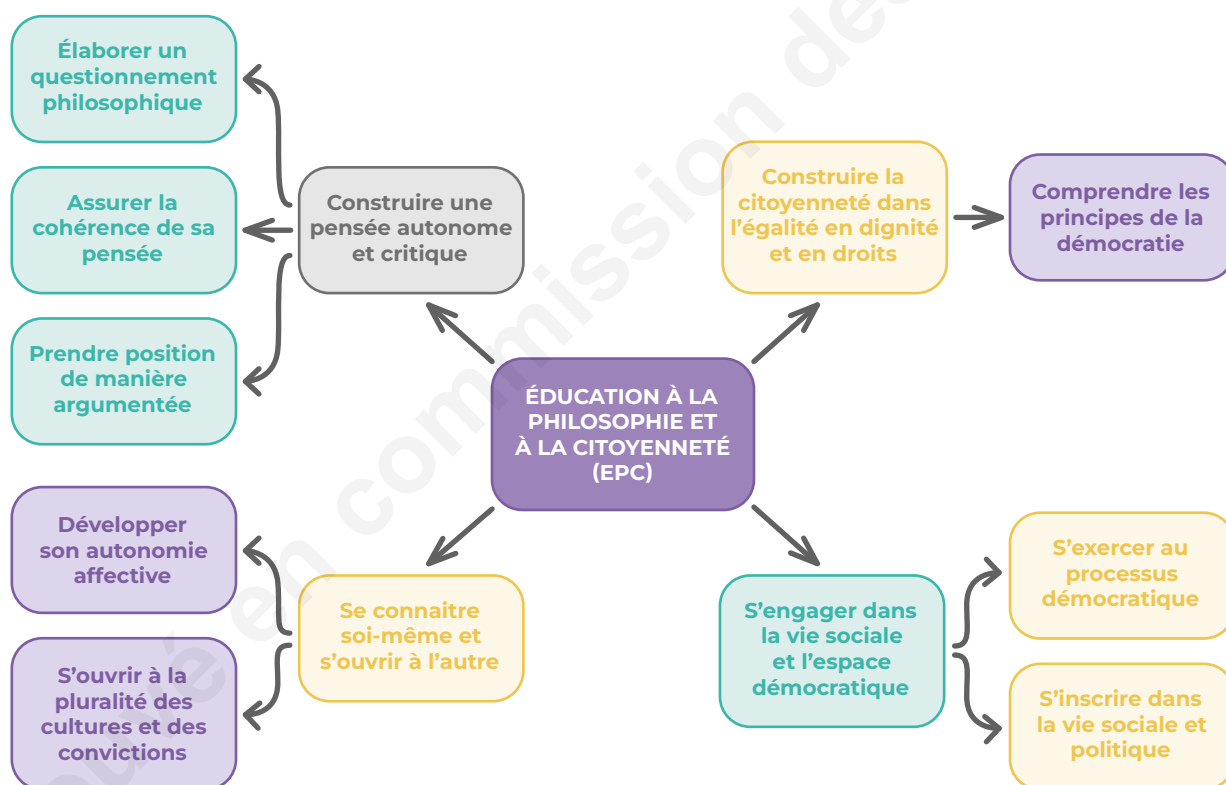 Élaborer un
questionnement
philosophique
Assurer la
cohérence de sa
pensée
Prendre position
de manière
argumentée
Construire une
pensée autonome
et critique
Construire la
citoyenneté dans
l'égalité en dignité
et en droits
Comprendre les
principes de la
démocratie
ÉDUCATION À LA
PHILOSOPHIE ET
À LA CITOYENNETÉ
(EPC)
Développer
son autonomie
affective
S'ouvrir à la
pluralité des
cultures et des
convictions
Se connaitre
soi-même et
s'ouvrir à l'autre
S'engager dans
la vie sociale
et l'espace
démocratique
S'exercer au
processus
démocratique
S'inscrire dans
la vie sociale et
politique
en commission des